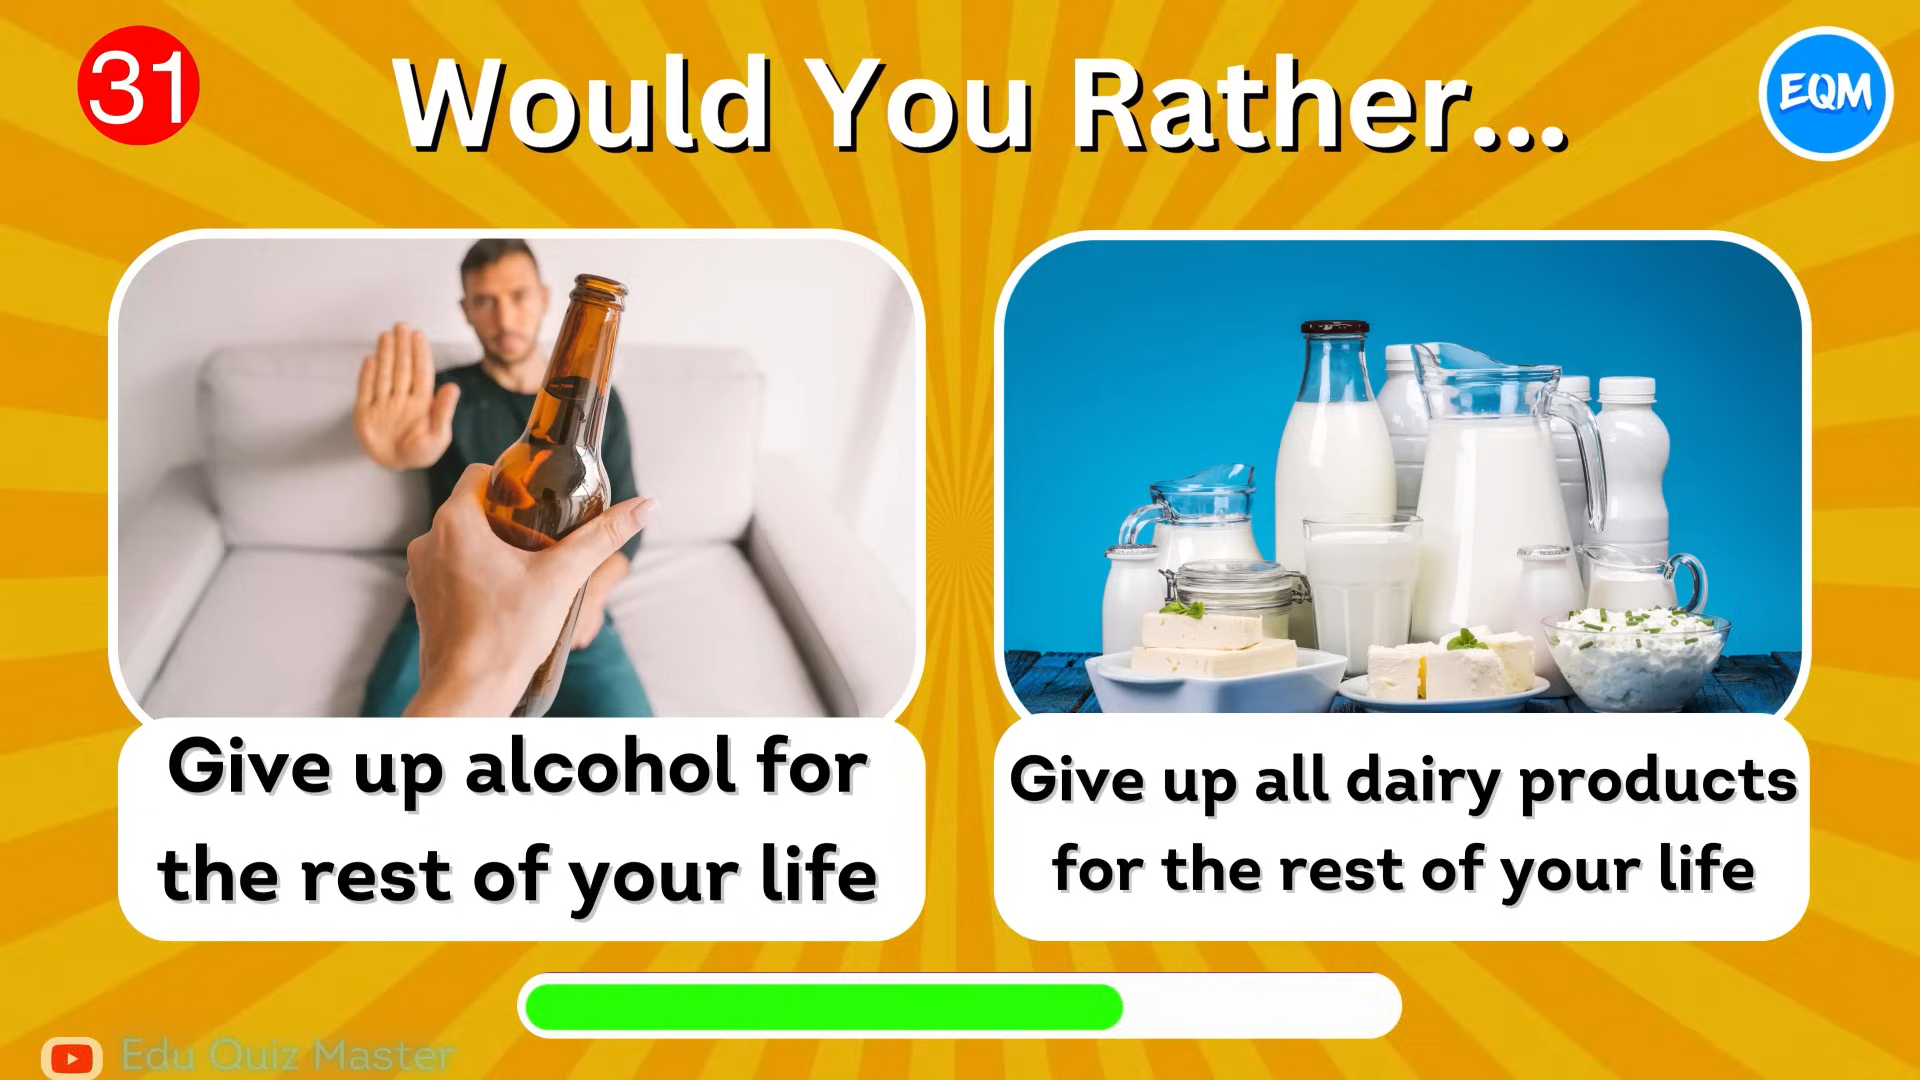 31
Would You Rather...
EQM
Give up alcohol for
the rest of your life
Give up all dairy products
for the rest of your life
Edu Quiz Master